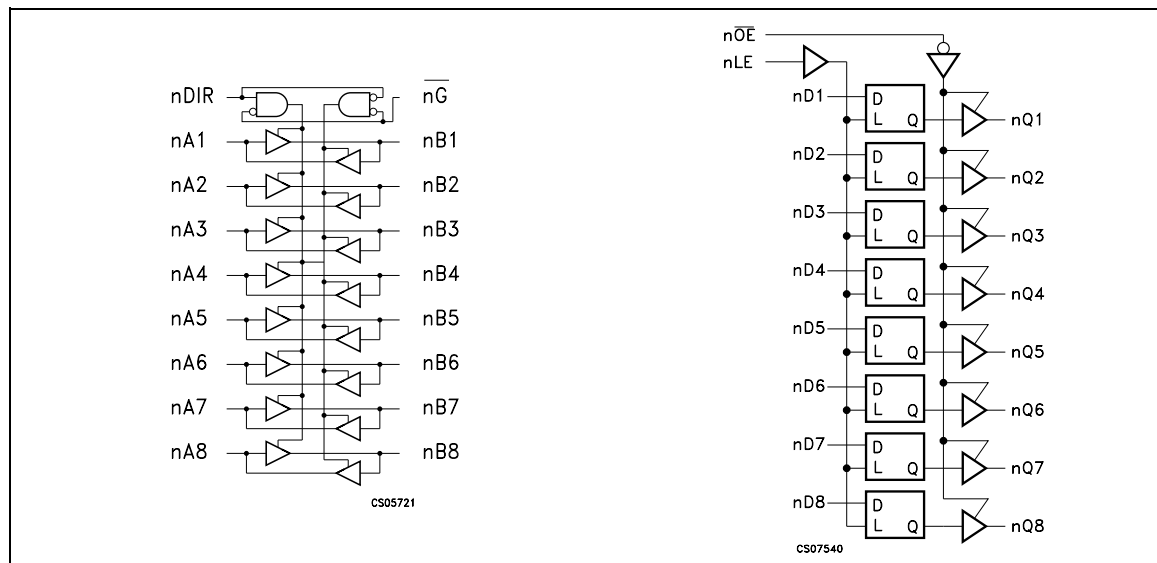 nDIR
G
nA1
nB1
nA2
nB2
nA3
nB3
nA4
nB4
nA5
nB5
nA6
nB6
nA7
nB7
nA8
nB8
CS05721
nOE
nLE
nD1
D
L
Q
nQ1
nD2
D
L
Q
nQ2
nD3
D
L
Q
nQ3
nD4
D
L
Q
nQ4
nD5
D
L
Q
nQ5
nD6
D
L
Q
nQ6
nD7
D
L
Q
nQ7
nD8
D
L
Q
nQ8
CS07540